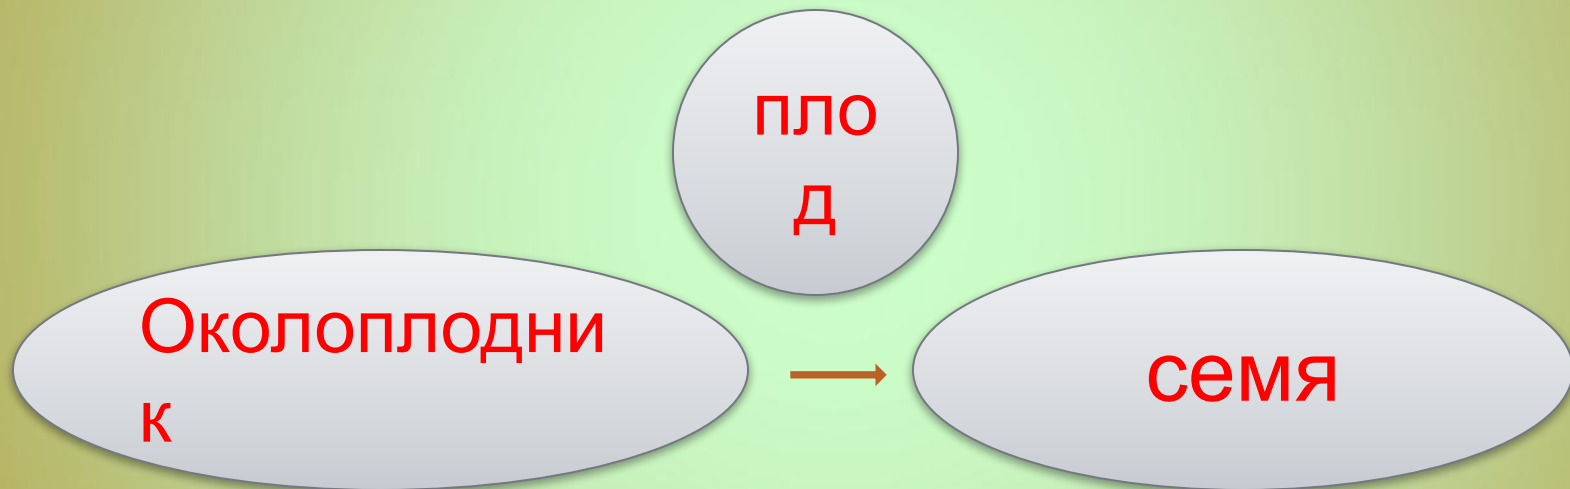 пло
д
Околоплодни
к
семя